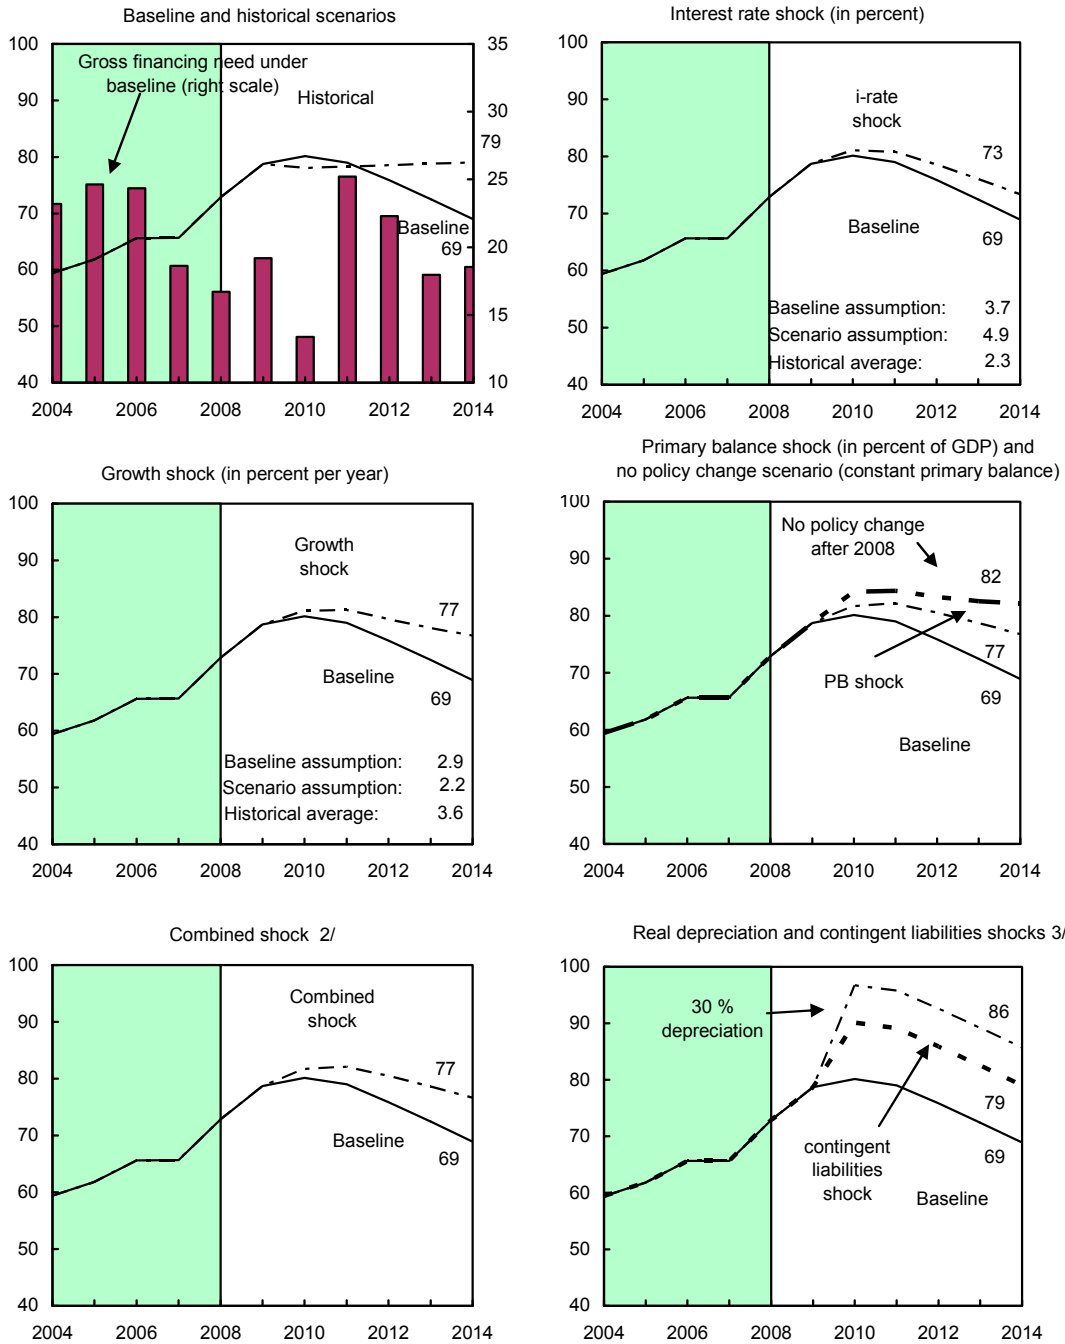 Baseline and historical scenarios
100
90
80
70
60
50
40
35
30
25
20
15
10
Gross financing need under
baseline (right scale)
Historical
79
Baseline
69
2004 2006 2008 2010 2012 2014
Interest rate shock (in percent)
100
90
80
70
60
50
40
i-rate
shock
73
Baseline
69
Baseline assumption: 3.7
Scenario assumption: 4.9
Historical average: 2.3
2004 2006 2008 2010 2012 2014
Growth shock (in percent per year)
100
90
80
70
60
50
40
Growth
shock
77
Baseline
69
Baseline assumption: 2.9
Scenario assumption: 2.2
Historical average: 3.6
2004 2006 2008 2010 2012 2014
Primary balance shock (in percent of GDP) and
no policy change scenario (constant primary balance)
100
90
80
70
60
50
40
No policy change
after 2008
82
77
PB shock
69
Baseline
2004 2006 2008 2010 2012 2014
Combined shock 2/
100
90
80
70
60
50
40
Combined
shock
77
Baseline
69
2004 2006 2008 2010 2012 2014
Real depreciation and contingent liabilities shocks 3/
100
90
80
70
60
50
40
30 %
depreciation
86
79
contingent
liabilities
shock
69
Baseline
2004 2006 2008 2010 2012 2014